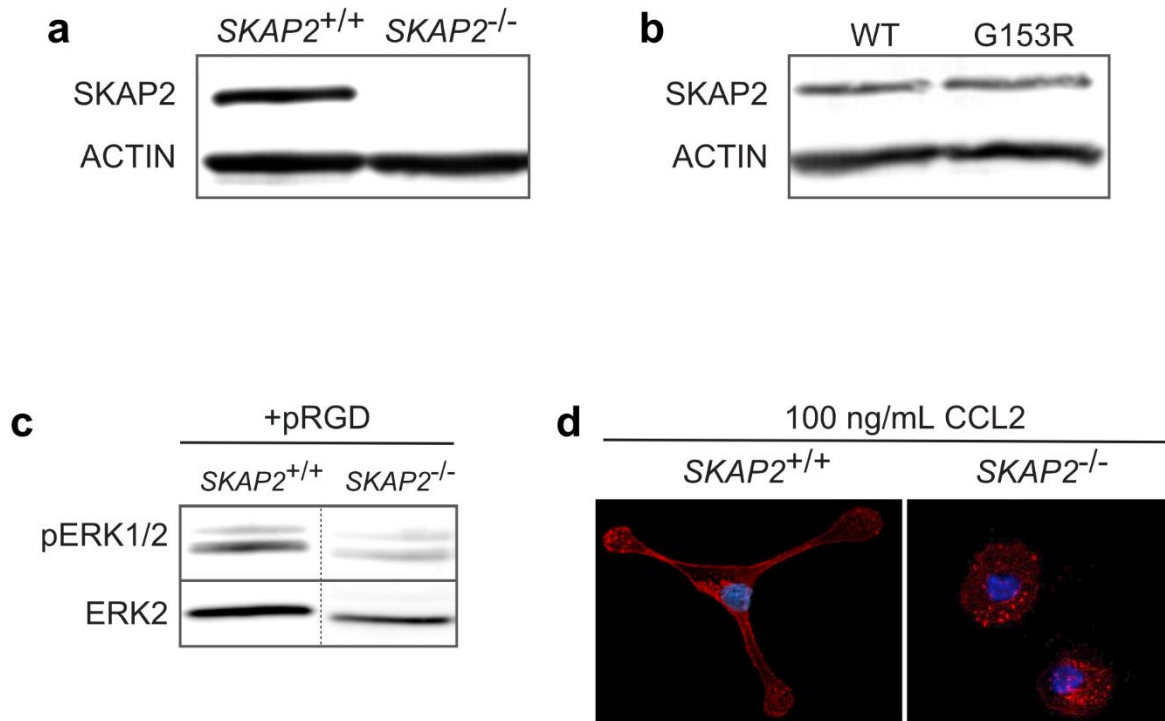 a
SKAP2+/+ SKAP2-/-
SKAP2
ACTIN
b
WT G153R
SKAP2
ACTIN
c
+pRGD
SKAP2+/+ SKAP2-/-
pERK1/2
ERK2
d
100 ng/mL CCL2
SKAP2+/+ SKAP2-/-